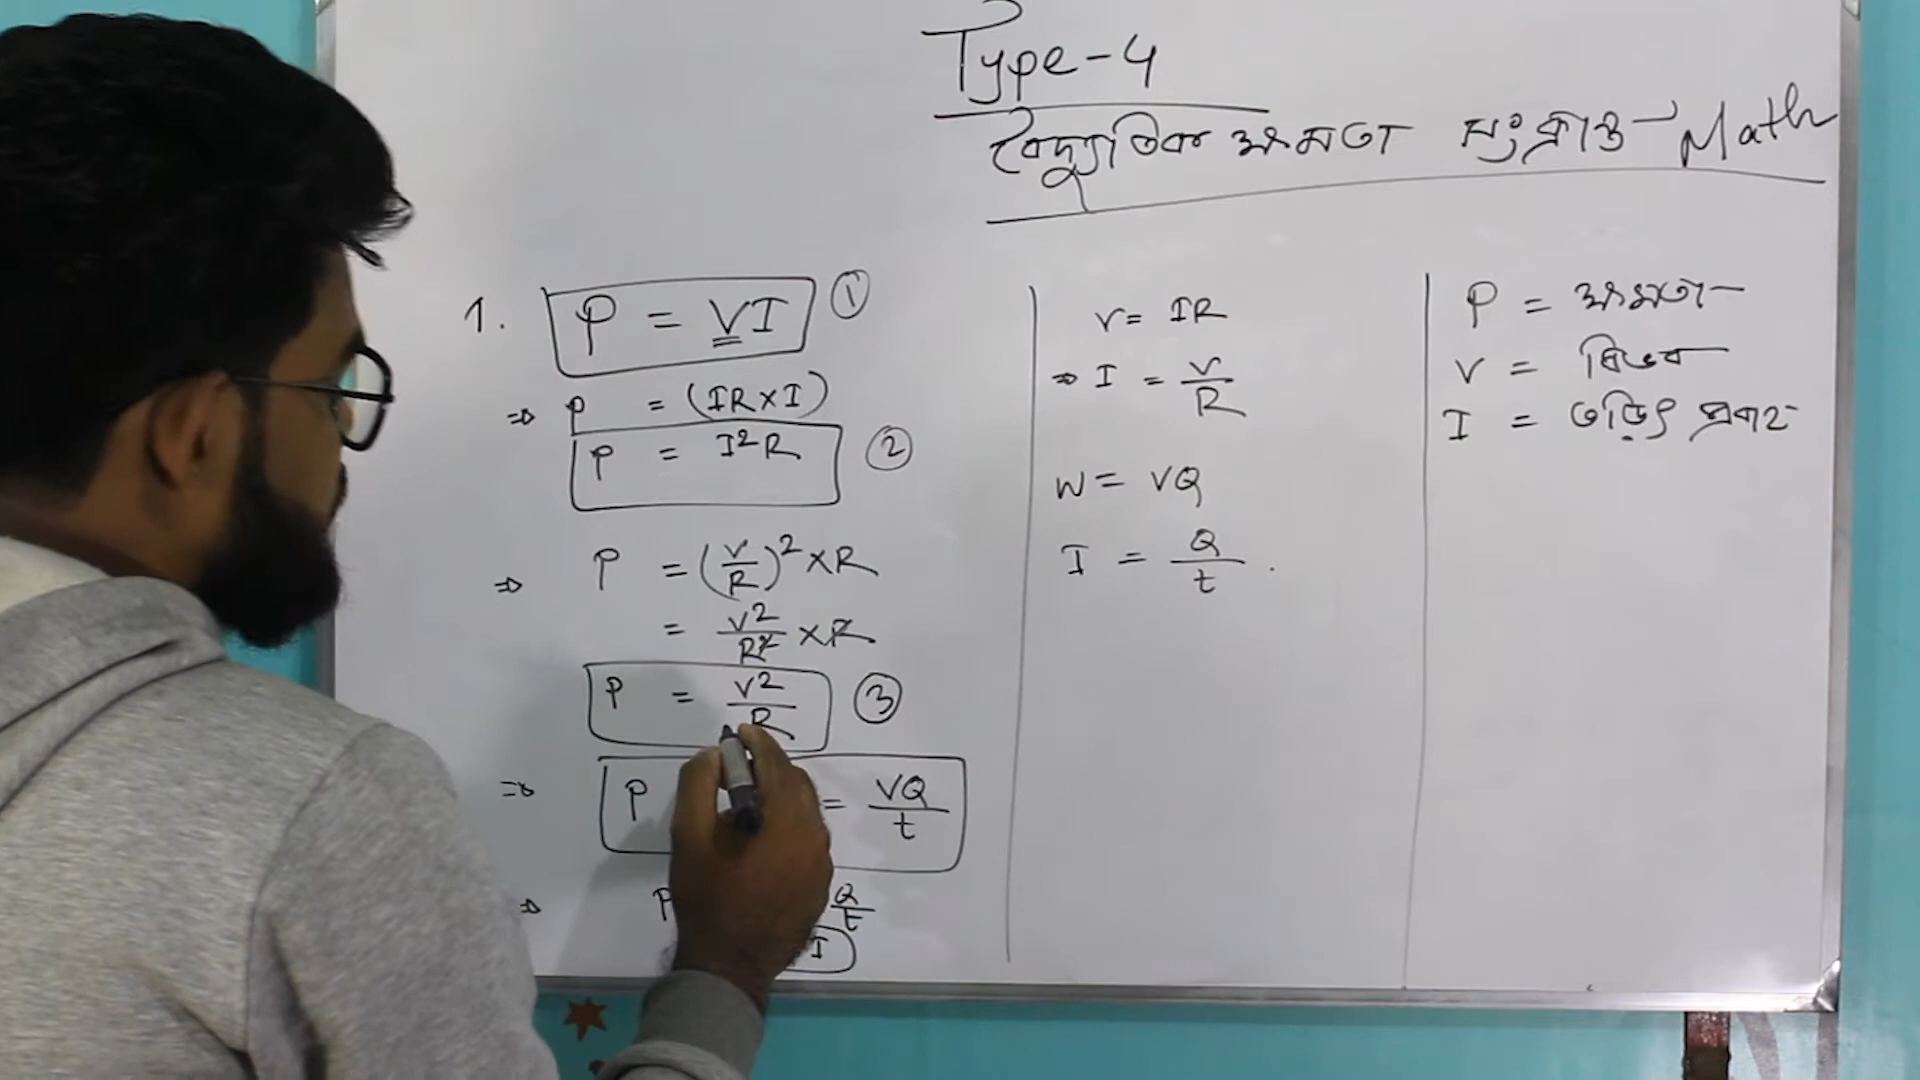 Type-4
বৈদ্যুতিক ক্ষমতা সংক্রান্ত Math
1. P = VI ①
⇒ P = (IR×I)
P = I²R ②
⇒ P = (V/R)² × R
= V²/R² × R
P = V²/R ③
⇒ P = VQ/t
⇒ P Q/t
I
V = IR
⇒ I = V/R
W = VQ
I = Q/t .
P = ক্ষমতা
V = বিভব
I = তড়িৎ প্রবাহ